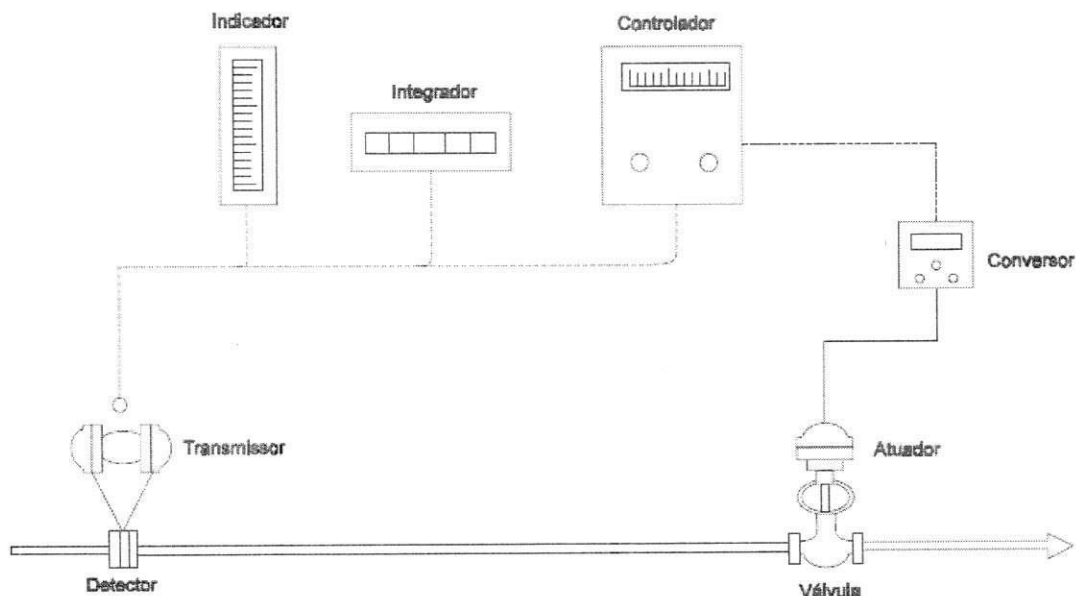 Indicador
Controlador
Integrador
Conversor
Transmissor
Atuador
Detector
Válvula